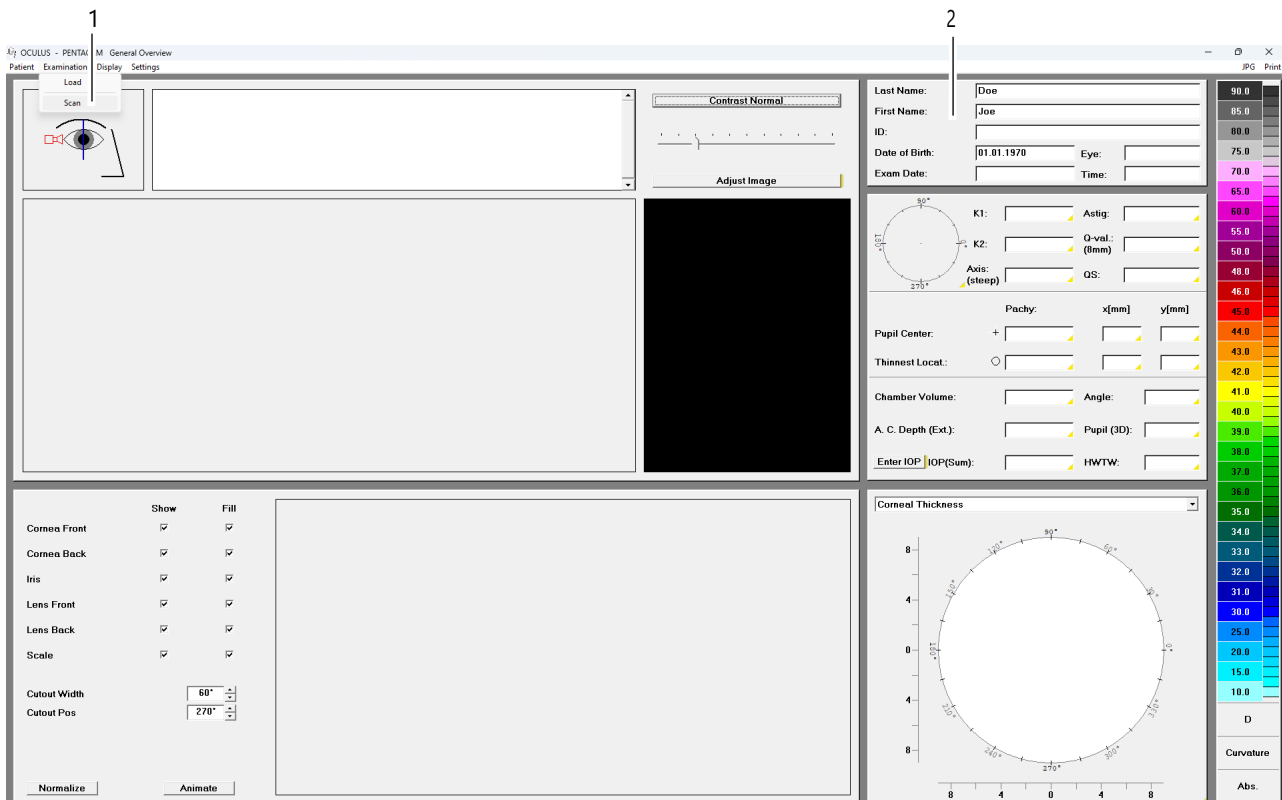 1 2
OCULUS - PENTAC M General Overview
Patient Examination Display Settings JPG Print
Load
Scan
Contrast Normal
Adjust Image
Last Name: Doe
First Name: Joe
ID:
Date of Birth: 01.01.1970 Eye:
Exam Date: Time:
90° 180° 270° 0°
K1: Astig:
K2: Q-val.: (8mm)
Axis: (steep) QS:
Pachy: x[mm] y[mm]
Pupil Center: +
Thinnest Locat.:
Chamber Volume: Angle:
A. C. Depth (Ext.): Pupil (3D):
Enter IOP IOP(Sum): HWTW:
Show Fill
Cornea Front
Cornea Back
Iris
Lens Front
Lens Back
Scale
Cutout Width 60°
Cutout Pos 270°
Normalize Animate
Corneal Thickness
90°
120° 60°
150° 30°
180° 0°
210° 330°
240° 300°
270°
8
4
0
4
8
8 4 0 4 8
90.0
85.0
80.0
75.0
70.0
65.0
60.0
55.0
50.0
48.0
46.0
45.0
44.0
43.0
42.0
41.0
40.0
39.0
38.0
37.0
36.0
35.0
34.0
33.0
32.0
31.0
30.0
25.0
20.0
15.0
10.0
D
Curvature
Abs.